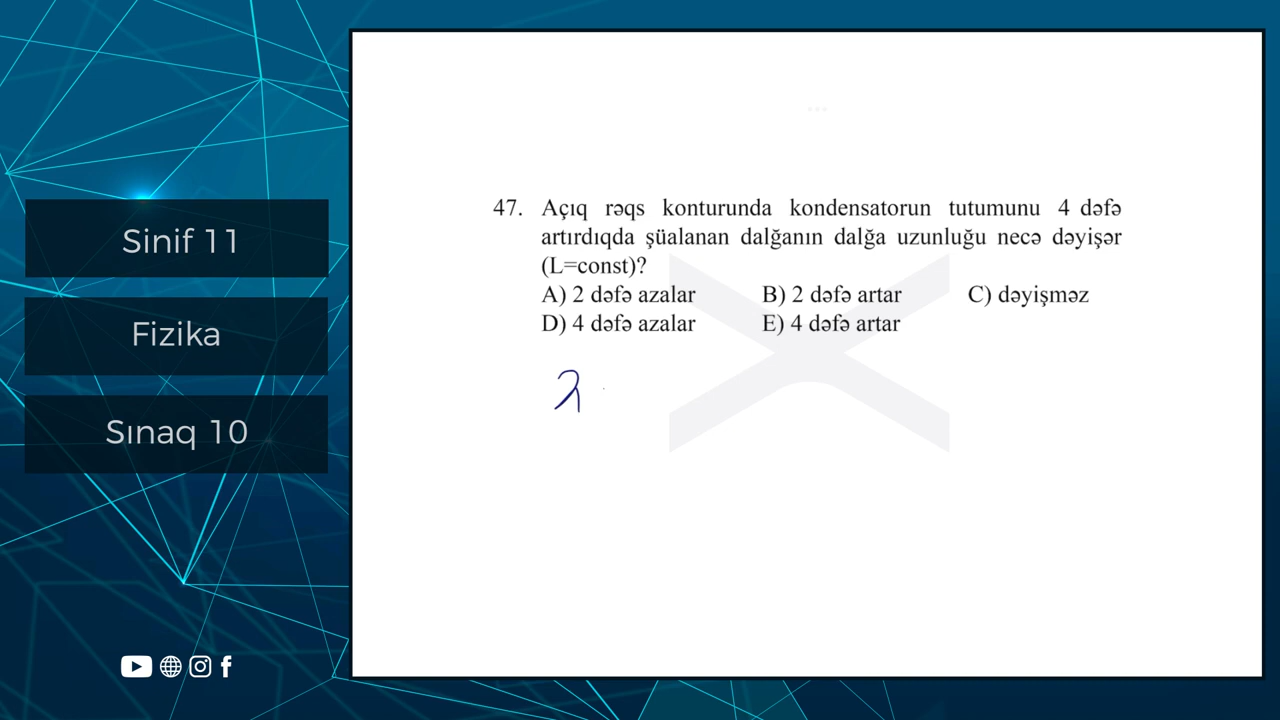 Sinif 11
Fizika
Sınaq 10
47. Açıq rəqs konturunda kondensatorun tutumunu 4 dəfə
artırdıqda şüalanan dalğanın dalğa uzunluğu necə dəyişər
(L=const)?
A) 2 dəfə azalar B) 2 dəfə artar C) dəyişməz
D) 4 dəfə azalar E) 4 dəfə artar
λ